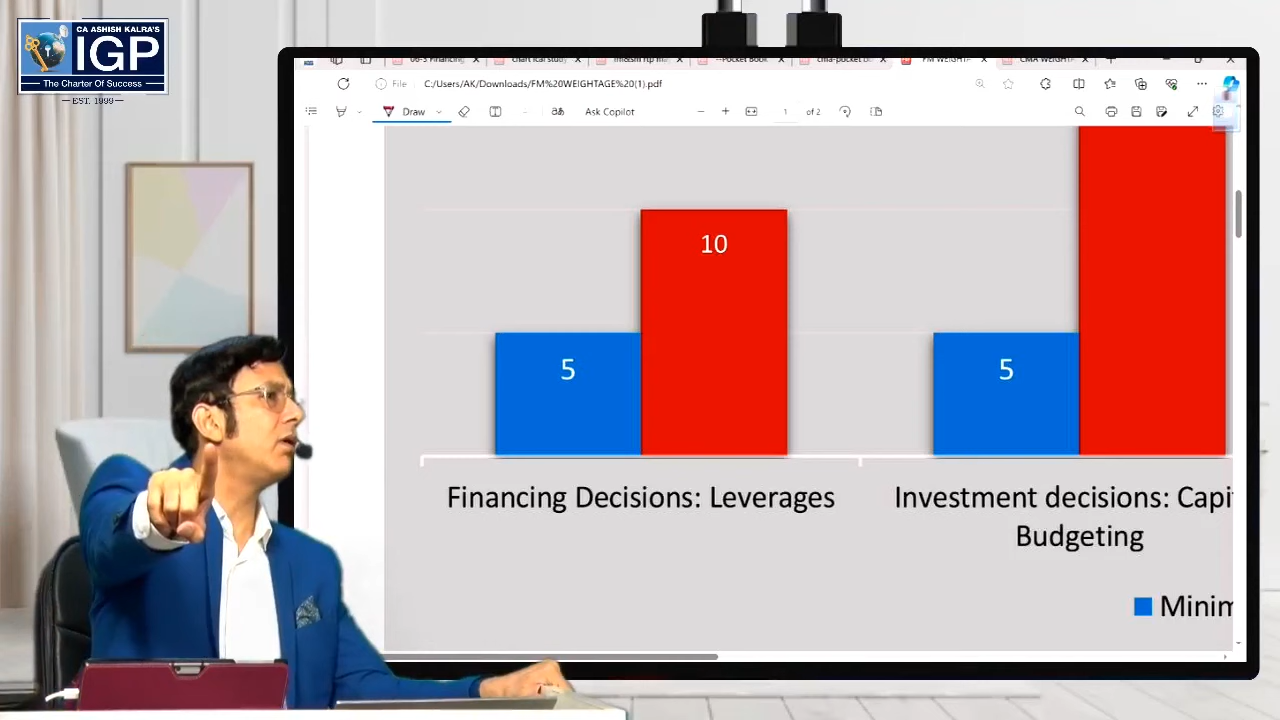 CA ASHISH KALRA'S
IGP
The Charter Of Success
EST. 1999
File C:/Users/AK/Downloads/FM%20WEIGHTAGE%20(1).pdf
Draw Ask Copilot 1 of 2
10
5
5
Financing Decisions: Leverages
Investment decisions: Capi
Budgeting
Minim